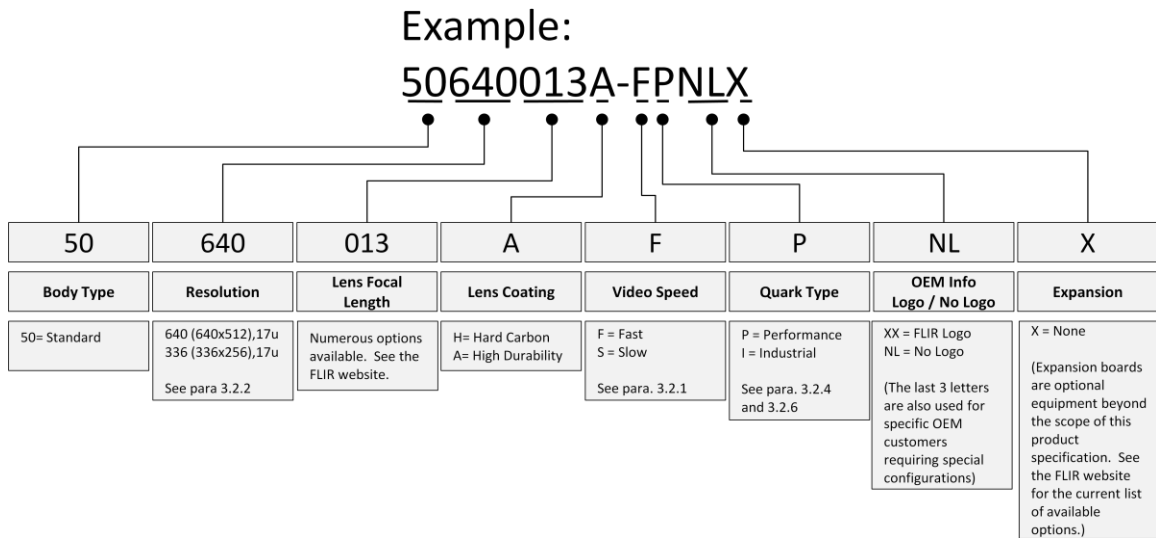 Example:
50640013A-FPNLX
50
640
013
A
F
P
NL
X
Body Type
Resolution
Lens Focal
Length
Lens Coating
Video Speed
Quark Type
OEM Info
Logo / No Logo
Expansion
50= Standard
640 (640x512),17u
336 (336x256),17u
See para 3.2.2
Numerous options
available.  See the
FLIR website.
H= Hard Carbon
A= High Durability
F = Fast
S = Slow
See para. 3.2.1
P = Performance
I = Industrial
See para. 3.2.4
and 3.2.6
XX = FLIR Logo
NL = No Logo
(The last 3 letters
are also used for
specific OEM
customers
requiring special
configurations)
X = None
(Expansion boards
are optional
equipment beyond
the scope of this
product
specification.  See
the FLIR website
for the current list
of available
options.)